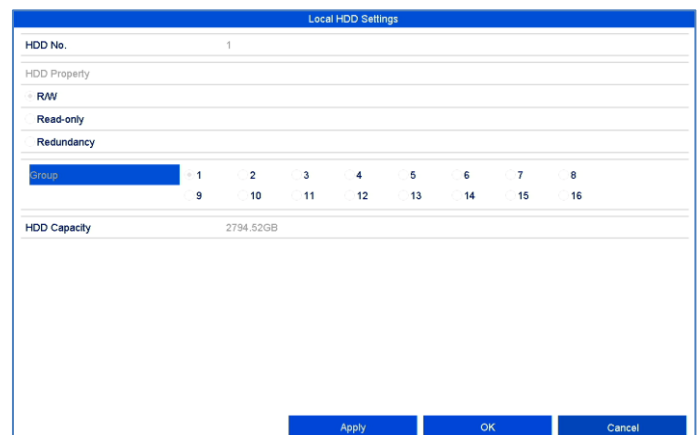 Local HDD Settings
HDD No. 1
HDD Property
R/W
Read-only
Redundancy
Group 1 2 3 4 5 6 7 8
9 10 11 12 13 14 15 16
HDD Capacity 2794.52GB
Apply OK Cancel